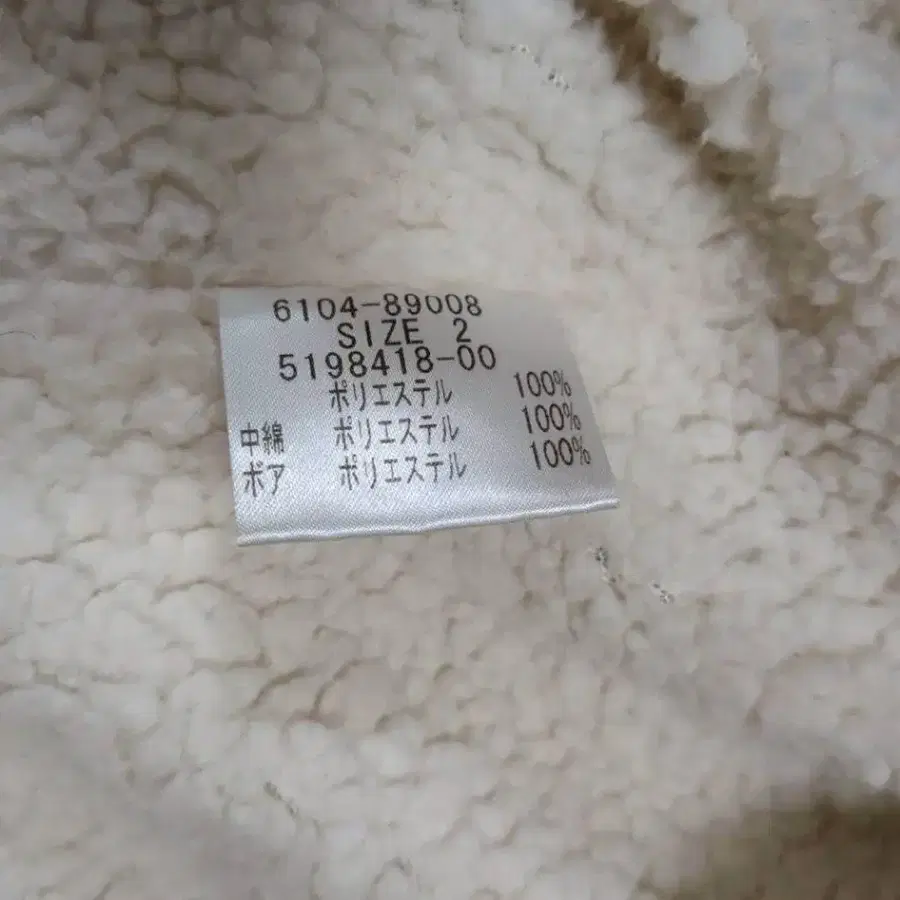 6104-89008
SIZE 2
5198418-00
ポリエステル 100%
中綿 ポリエステル 100%
ボア ポリエステル 100%